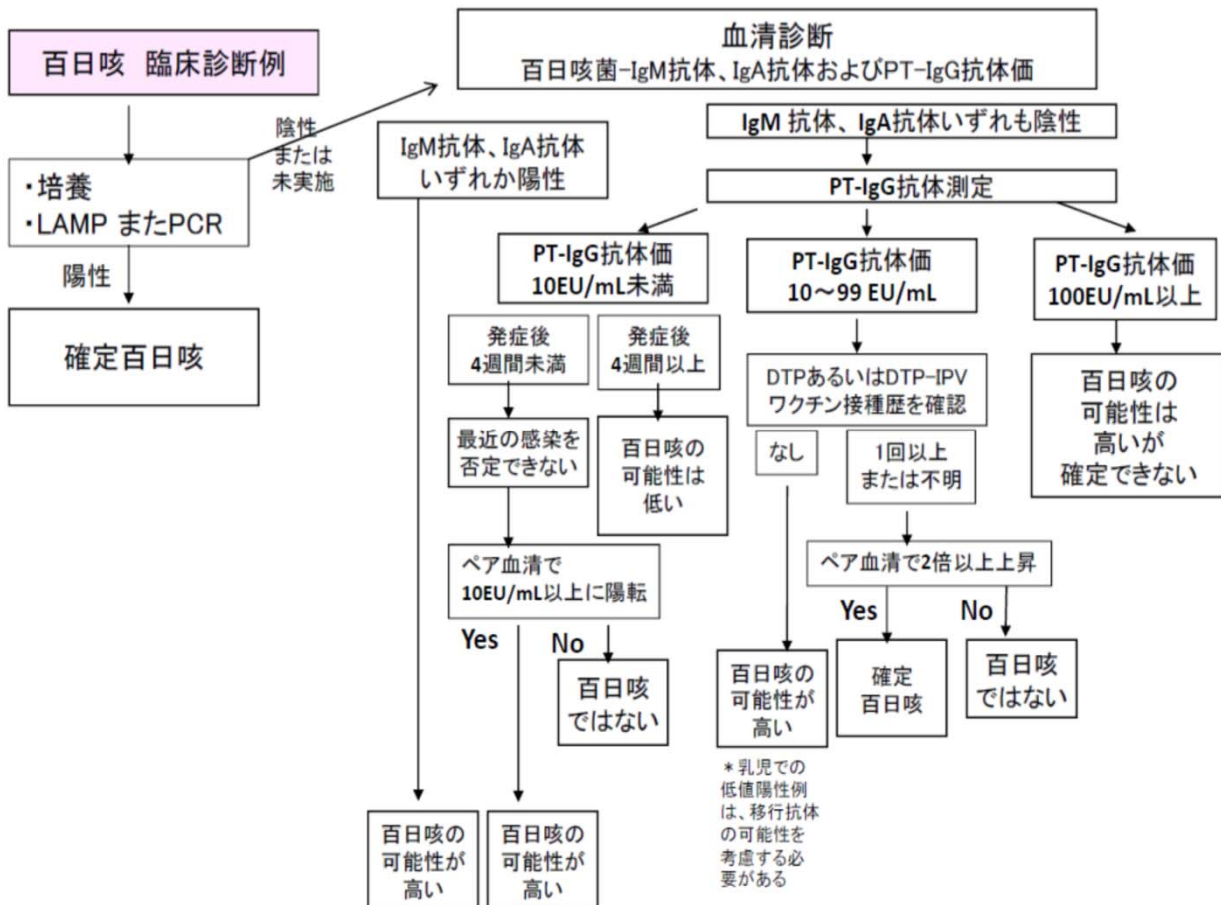 百日咳 臨床診断例
・培養
・LAMP またPCR
陽性
確定百日咳
陰性
または
未実施
血清診断
百日咳菌-IgM抗体、IgA抗体およびPT-IgG抗体価
IgM抗体、IgA抗体
いずれか陽性
IgM 抗体、IgA抗体いずれも陰性
PT-IgG抗体測定
PT-IgG抗体価
10EU/mL未満
PT-IgG抗体価
10～99 EU/mL
PT-IgG抗体価
100EU/mL以上
発症後
4週間未満
発症後
4週間以上
最近の感染を
否定できない
百日咳の
可能性は
低い
ペア血清で
10EU/mL以上に陽転
Yes
No
百日咳
ではない
百日咳の
可能性が
高い
百日咳の
可能性が
高い
DTPあるいはDTP-IPV
ワクチン接種歴を確認
なし
1回以上
または不明
ペア血清で2倍以上上昇
Yes
No
百日咳の
可能性が
高い
確定
百日咳
百日咳
ではない
＊乳児での
低値陽性例
は、移行抗体
の可能性を
考慮する必
要がある
百日咳の
可能性は
高いが
確定できない